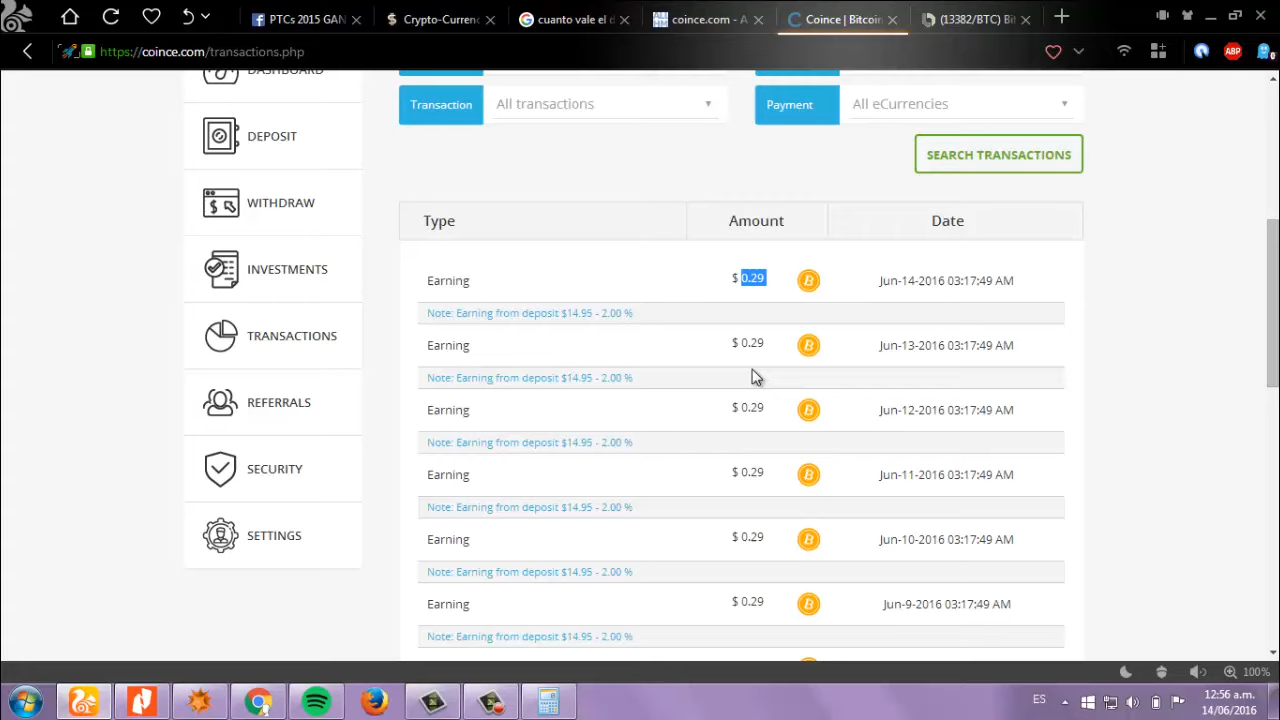 PTCs 2015 GAN
Crypto-Currenc
cuanto vale el d
coince.com - A
Coince | Bitcoin
(13382/BTC) Bi
https://coince.com/transactions.php
ABP
0
DASHBOARD
DEPOSIT
WITHDRAW
INVESTMENTS
TRANSACTIONS
REFERRALS
SECURITY
SETTINGS
Transaction All transactions Payment All eCurrencies
SEARCH TRANSACTIONS
Type Amount Date
Earning $ 0.29 Jun-14-2016 03:17:49 AM
Note: Earning from deposit $14.95 - 2.00 %
Earning $ 0.29 Jun-13-2016 03:17:49 AM
Note: Earning from deposit $14.95 - 2.00 %
Earning $ 0.29 Jun-12-2016 03:17:49 AM
Note: Earning from deposit $14.95 - 2.00 %
Earning $ 0.29 Jun-11-2016 03:17:49 AM
Note: Earning from deposit $14.95 - 2.00 %
Earning $ 0.29 Jun-10-2016 03:17:49 AM
Note: Earning from deposit $14.95 - 2.00 %
Earning $ 0.29 Jun-9-2016 03:17:49 AM
Note: Earning from deposit $14.95 - 2.00 %
100%
ES
12:56 a.m.
14/06/2016